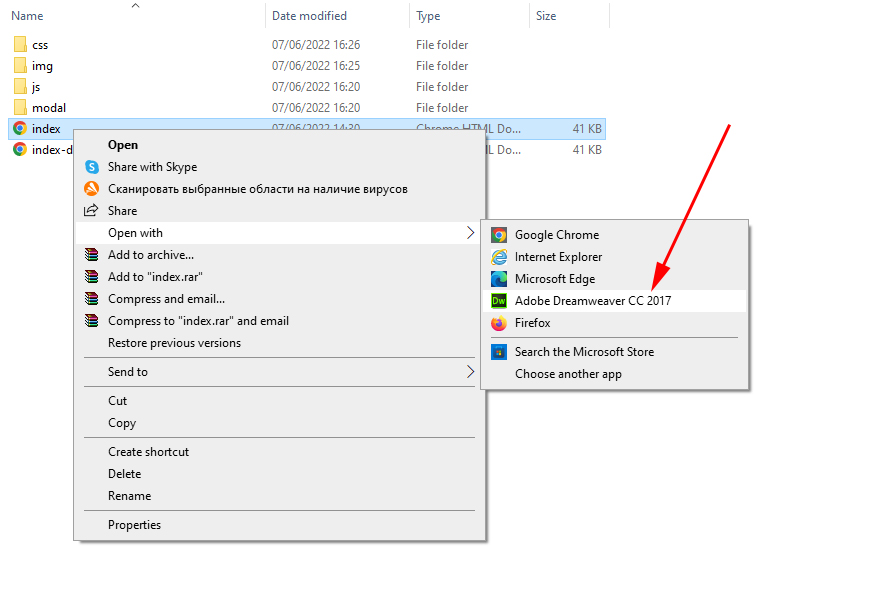 Name Date modified Type Size
css 07/06/2022 16:26 File folder
img 07/06/2022 16:25 File folder
js 07/06/2022 16:20 File folder
modal 07/06/2022 16:20 File folder
index 07/06/2022 14:30 Chrome HTML Do... 41 KB
index-d ML Do... 41 KB
Open
Share with Skype
Сканировать выбранные области на наличие вирусов
Share
Open with
Add to archive...
Add to "index.rar"
Compress and email...
Compress to "index.rar" and email
Restore previous versions
Send to
Cut
Copy
Create shortcut
Delete
Rename
Properties
Google Chrome
Internet Explorer
Microsoft Edge
Dw Adobe Dreamweaver CC 2017
Firefox
Search the Microsoft Store
Choose another app